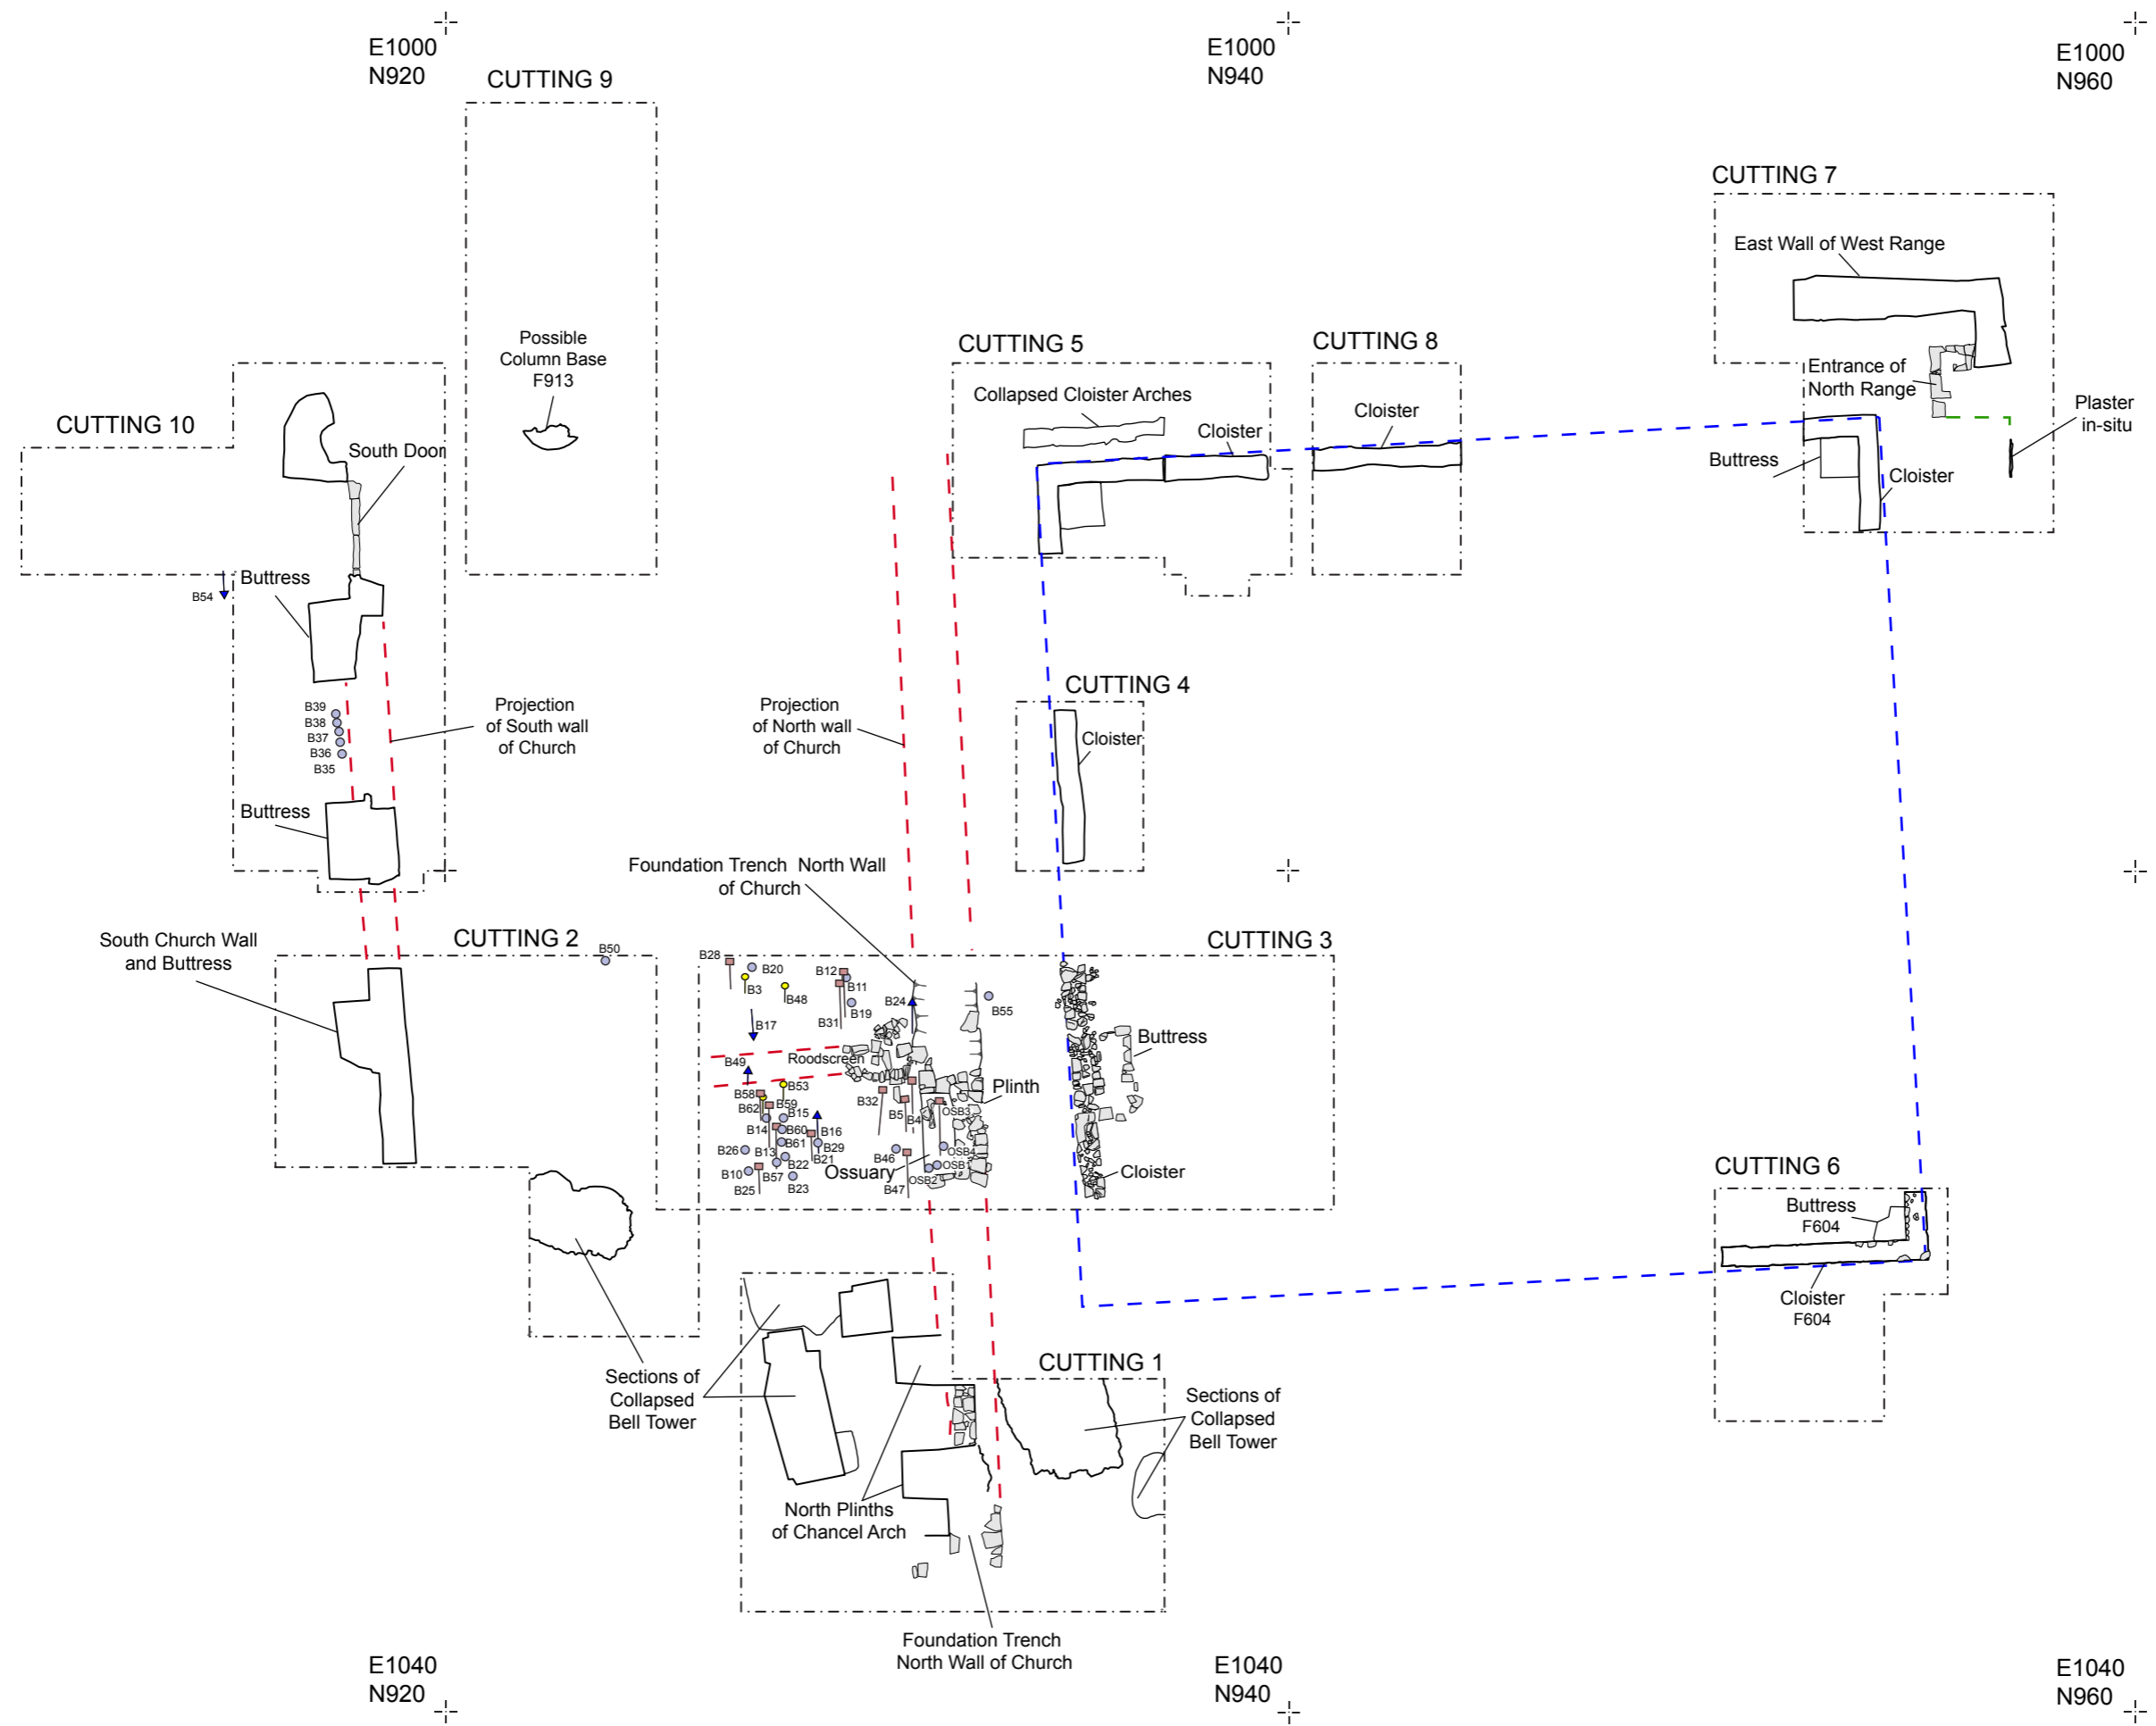 E1000
N920
E1000
N940
E1000
N960
CUTTING 9
CUTTING 7
East Wall of West Range
Possible
Column Base
F913
CUTTING 5
CUTTING 8
Entrance of
North Range
Collapsed Cloister Arches
Cloister
Plaster
in-situ
CUTTING 10
South Door
Cloister
Buttress
Cloister
Buttress
B54
CUTTING 4
B39
B38
B37
B36
B35
Projection
of South wall
of Church
Projection
of North wall
of Church
Cloister
Buttress
Foundation Trench North Wall
of Church
South Church Wall
and Buttress
CUTTING 2
B50
CUTTING 3
B28
B20
B3
B48
B12
B11
B19
B31
B24
B55
B17
Roodscreen
Buttress
B49
B53
B58
B62
B59
B15
B14
B60
B16
B61
B29
B26
B13
B22
B21
B10
B57
B25
B23
B32
B5
B4
OSB3
Plinth
B46
OSB4
OSB1
OSB2
B47
Ossuary
Cloister
CUTTING 6
Buttress
F604
Cloister
F604
CUTTING 1
Sections of
Collapsed
Bell Tower
Sections of
Collapsed
Bell Tower
North Plinths
of Chancel Arch
Foundation Trench
North Wall of Church
E1040
N920
E1040
N940
E1040
N960